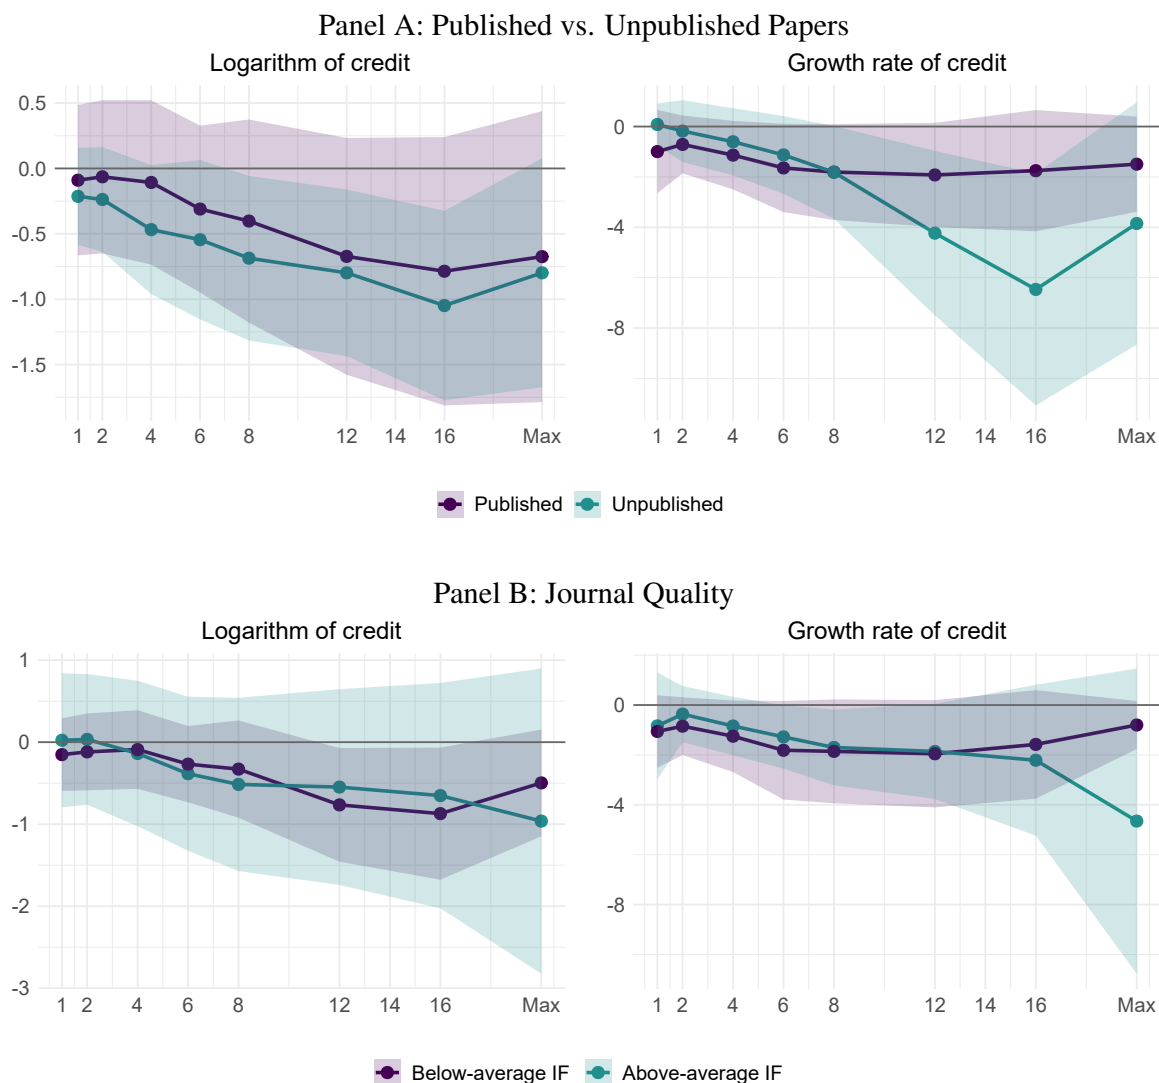 Panel A: Published vs. Unpublished Papers
Logarithm of credit
0.5
0.0
-0.5
-1.0
-1.5
1 2 4 6 8 12 14 16 Max
Growth rate of credit
0
-4
-8
1 2 4 6 8 12 14 16 Max
Published Unpublished
Panel B: Journal Quality
Logarithm of credit
1
0
-1
-2
-3
1 2 4 6 8 12 16 Max
Growth rate of credit
0
-4
-8
1 2 4 6 8 12 14 16 Max
Below-average IF Above-average IF